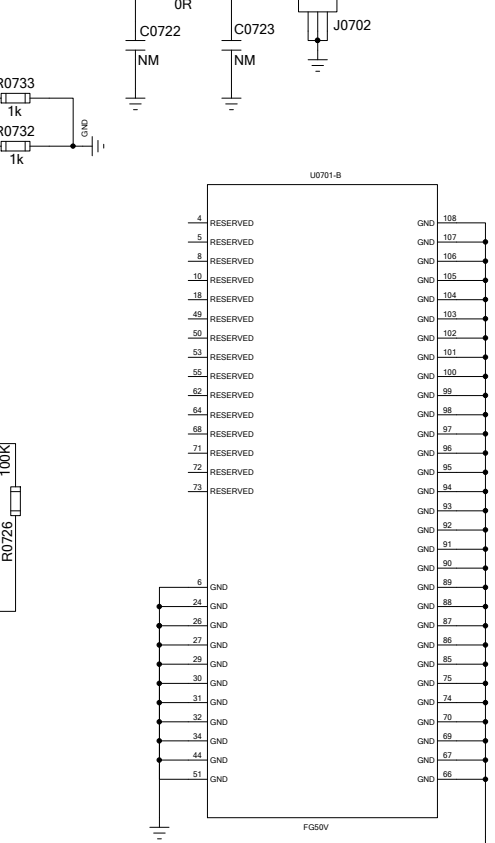 0R
C0722
C0723
J0702
NM
NM
R0733
1k
GND
R0732
1k
U0701-B
4 RESERVED GND 108
5 RESERVED GND 107
8 RESERVED GND 106
10 RESERVED GND 105
18 RESERVED GND 104
49 RESERVED GND 103
50 RESERVED GND 102
53 RESERVED GND 101
55 RESERVED GND 100
62 RESERVED GND 99
64 RESERVED GND 98
68 RESERVED GND 97
71 RESERVED GND 96
72 RESERVED GND 95
73 RESERVED GND 94
GND 93
GND 92
GND 91
GND 90
6 GND GND 89
24 GND GND 88
26 GND GND 87
27 GND GND 86
29 GND GND 85
30 GND GND 75
31 GND GND 74
32 GND GND 70
34 GND GND 69
44 GND GND 67
51 GND GND 66
100K
R0726
FG50V